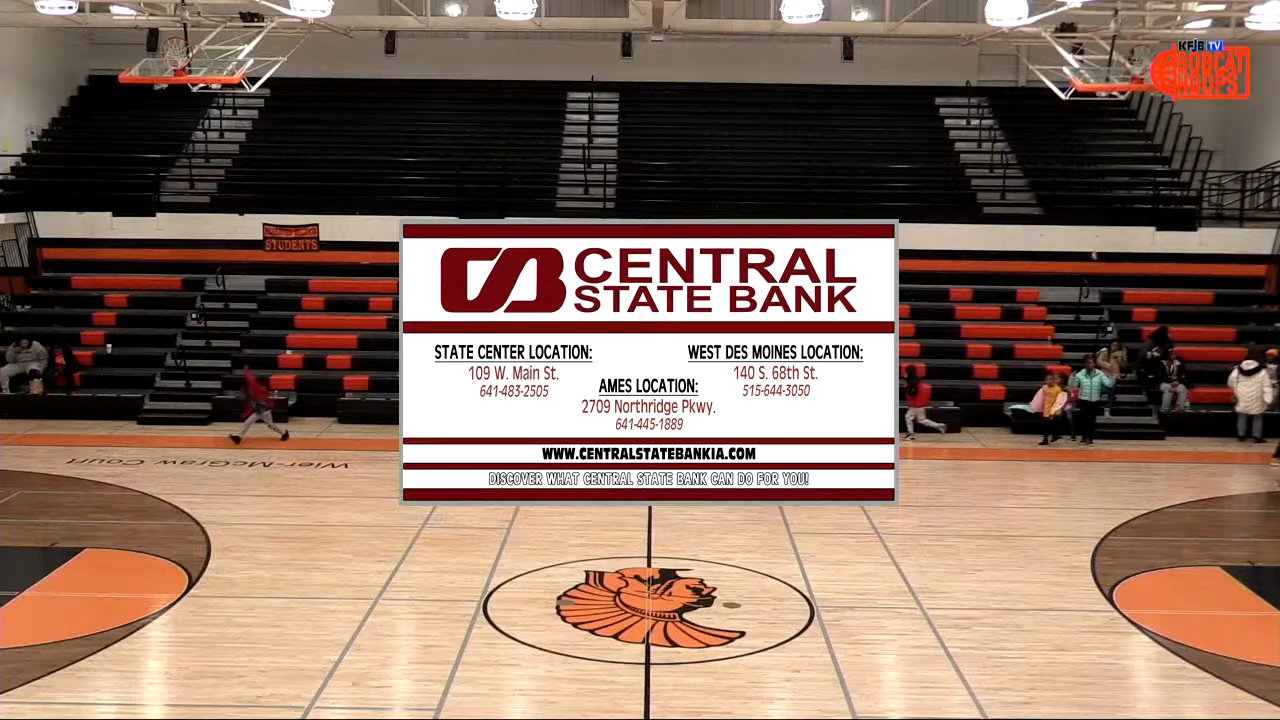 KFJB TV
BOBCAT
HOOPS
STUDENTS
CENTRAL
STATE BANK
STATE CENTER LOCATION:
109 W. Main St.
641-483-2505
WEST DES MOINES LOCATION:
140 S. 68th St.
515-644-3050
AMES LOCATION:
2709 Northridge Pkwy.
641-445-1889
WWW.CENTRALSTATEBANKIA.COM
DISCOVER WHAT CENTRAL STATE BANK CAN DO FOR YOU!
Wier-McGraw Court